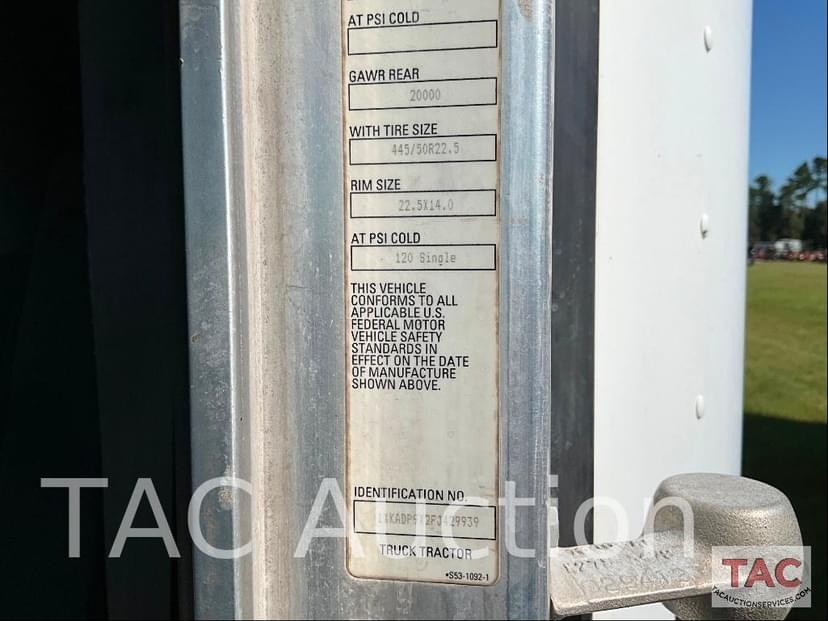 AT PSI COLD
GAWR REAR
20000
WITH TIRE SIZE
445/50R22.5
RIM SIZE
22.5X14.0
AT PSI COLD
120 Single
THIS VEHICLE
CONFORMS TO ALL
APPLICABLE U.S.
FEDERAL MOTOR
VEHICLE SAFETY
STANDARDS IN
EFFECT ON THE DATE
OF MANUFACTURE
SHOWN ABOVE.
IDENTIFICATION NO.
TRUCK TRACTOR
*S53-1092-1
TAC Auction
TAC
TACAUCTIONSERVICES.COM